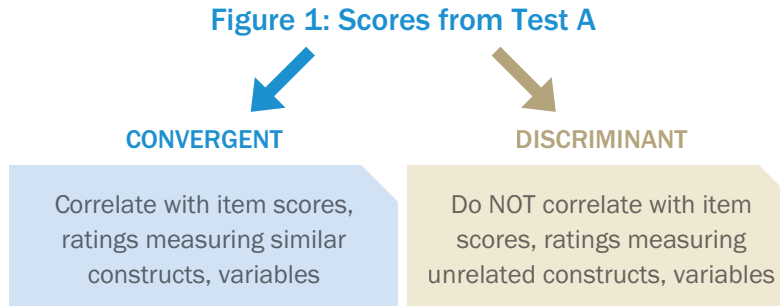 Figure 1: Scores from Test A
CONVERGENT
Correlate with item scores,
ratings measuring similar
constructs, variables
DISCRIMINANT
Do NOT correlate with item
scores, ratings measuring
unrelated constructs, variables